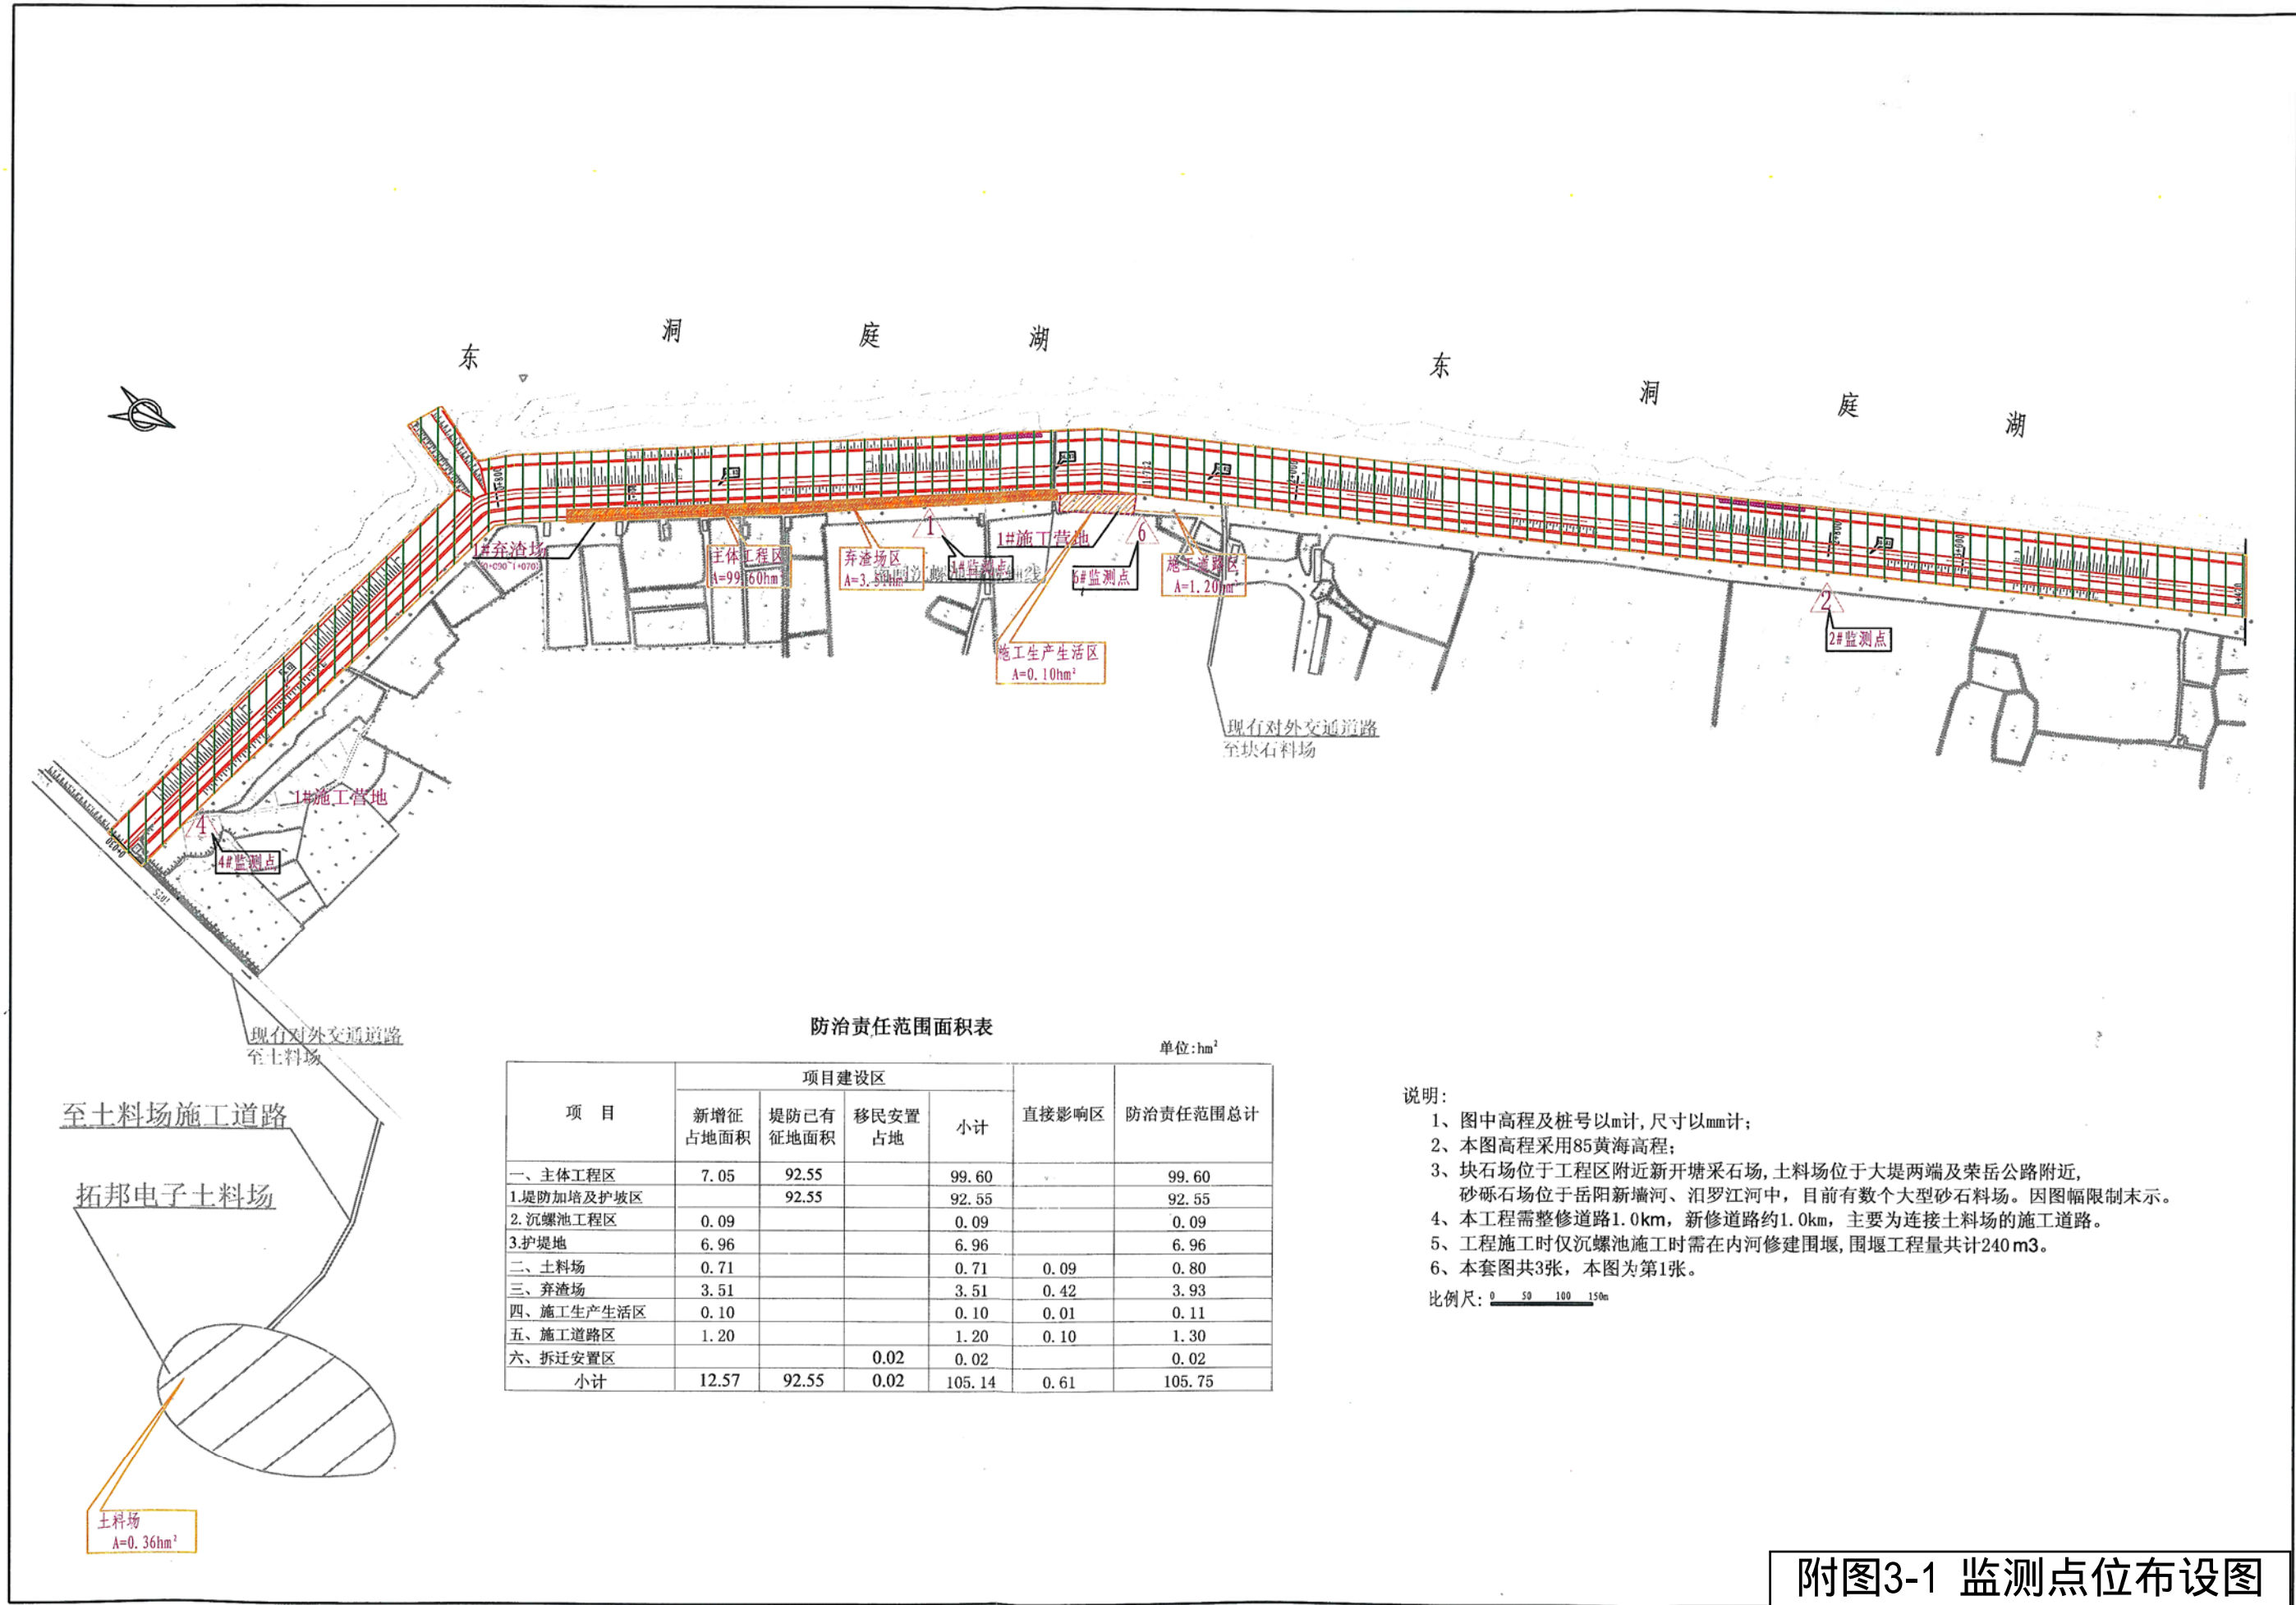 东 洞 庭 湖
东 洞 庭 湖
1#弃渣场
主体工程区
A=99.60hm²
弃渣场区
1
1#监测点
1#施工营地
6
6#监测点
施工道路区
A=1.20hm²
施工生产生活区
A=0.10hm²
2
2#监测点
现有对外交通道路
至块石料场
1#施工营地
4
4#监测点
0+030
现有对外交通道路
至土料场
至土料场施工道路
拓邦电子土料场
土料场
A=0.36hm²
防治责任范围面积表
单位:hm²
项 目 项目建设区 直接影响区 防治责任范围总计
新增征占地面积 堤防已有征地面积 移民安置占地 小计
一、主体工程区 7.05 92.55 99.60 99.60
1.堤防加培及护坡区 92.55 92.55 92.55
2.沉螺池工程区 0.09 0.09 0.09
3.护堤地 6.96 6.96 6.96
二、土料场 0.71 0.71 0.09 0.80
三、弃渣场 3.51 3.51 0.42 3.93
四、施工生产生活区 0.10 0.10 0.01 0.11
五、施工道路区 1.20 1.20 0.10 1.30
六、拆迁安置区 0.02 0.02 0.02
小计 12.57 92.55 0.02 105.14 0.61 105.75
说明:
1、图中高程及桩号以m计,尺寸以mm计;
2、本图高程采用85黄海高程;
3、块石场位于工程区附近新开塘采石场,土料场位于大堤两端及荣岳公路附近,
砂砾石场位于岳阳新墙河、汨罗江河中，目前有数个大型砂石料场。因图幅限制未示。
4、本工程需整修道路1.0km，新修道路约1.0km，主要为连接土料场的施工道路。
5、工程施工时仅沉螺池施工时需在内河修建围堰,围堰工程量共计240m3。
6、本套图共3张，本图为第1张。
比例尺: 0 50 100 150m
附图3-1 监测点位布设图